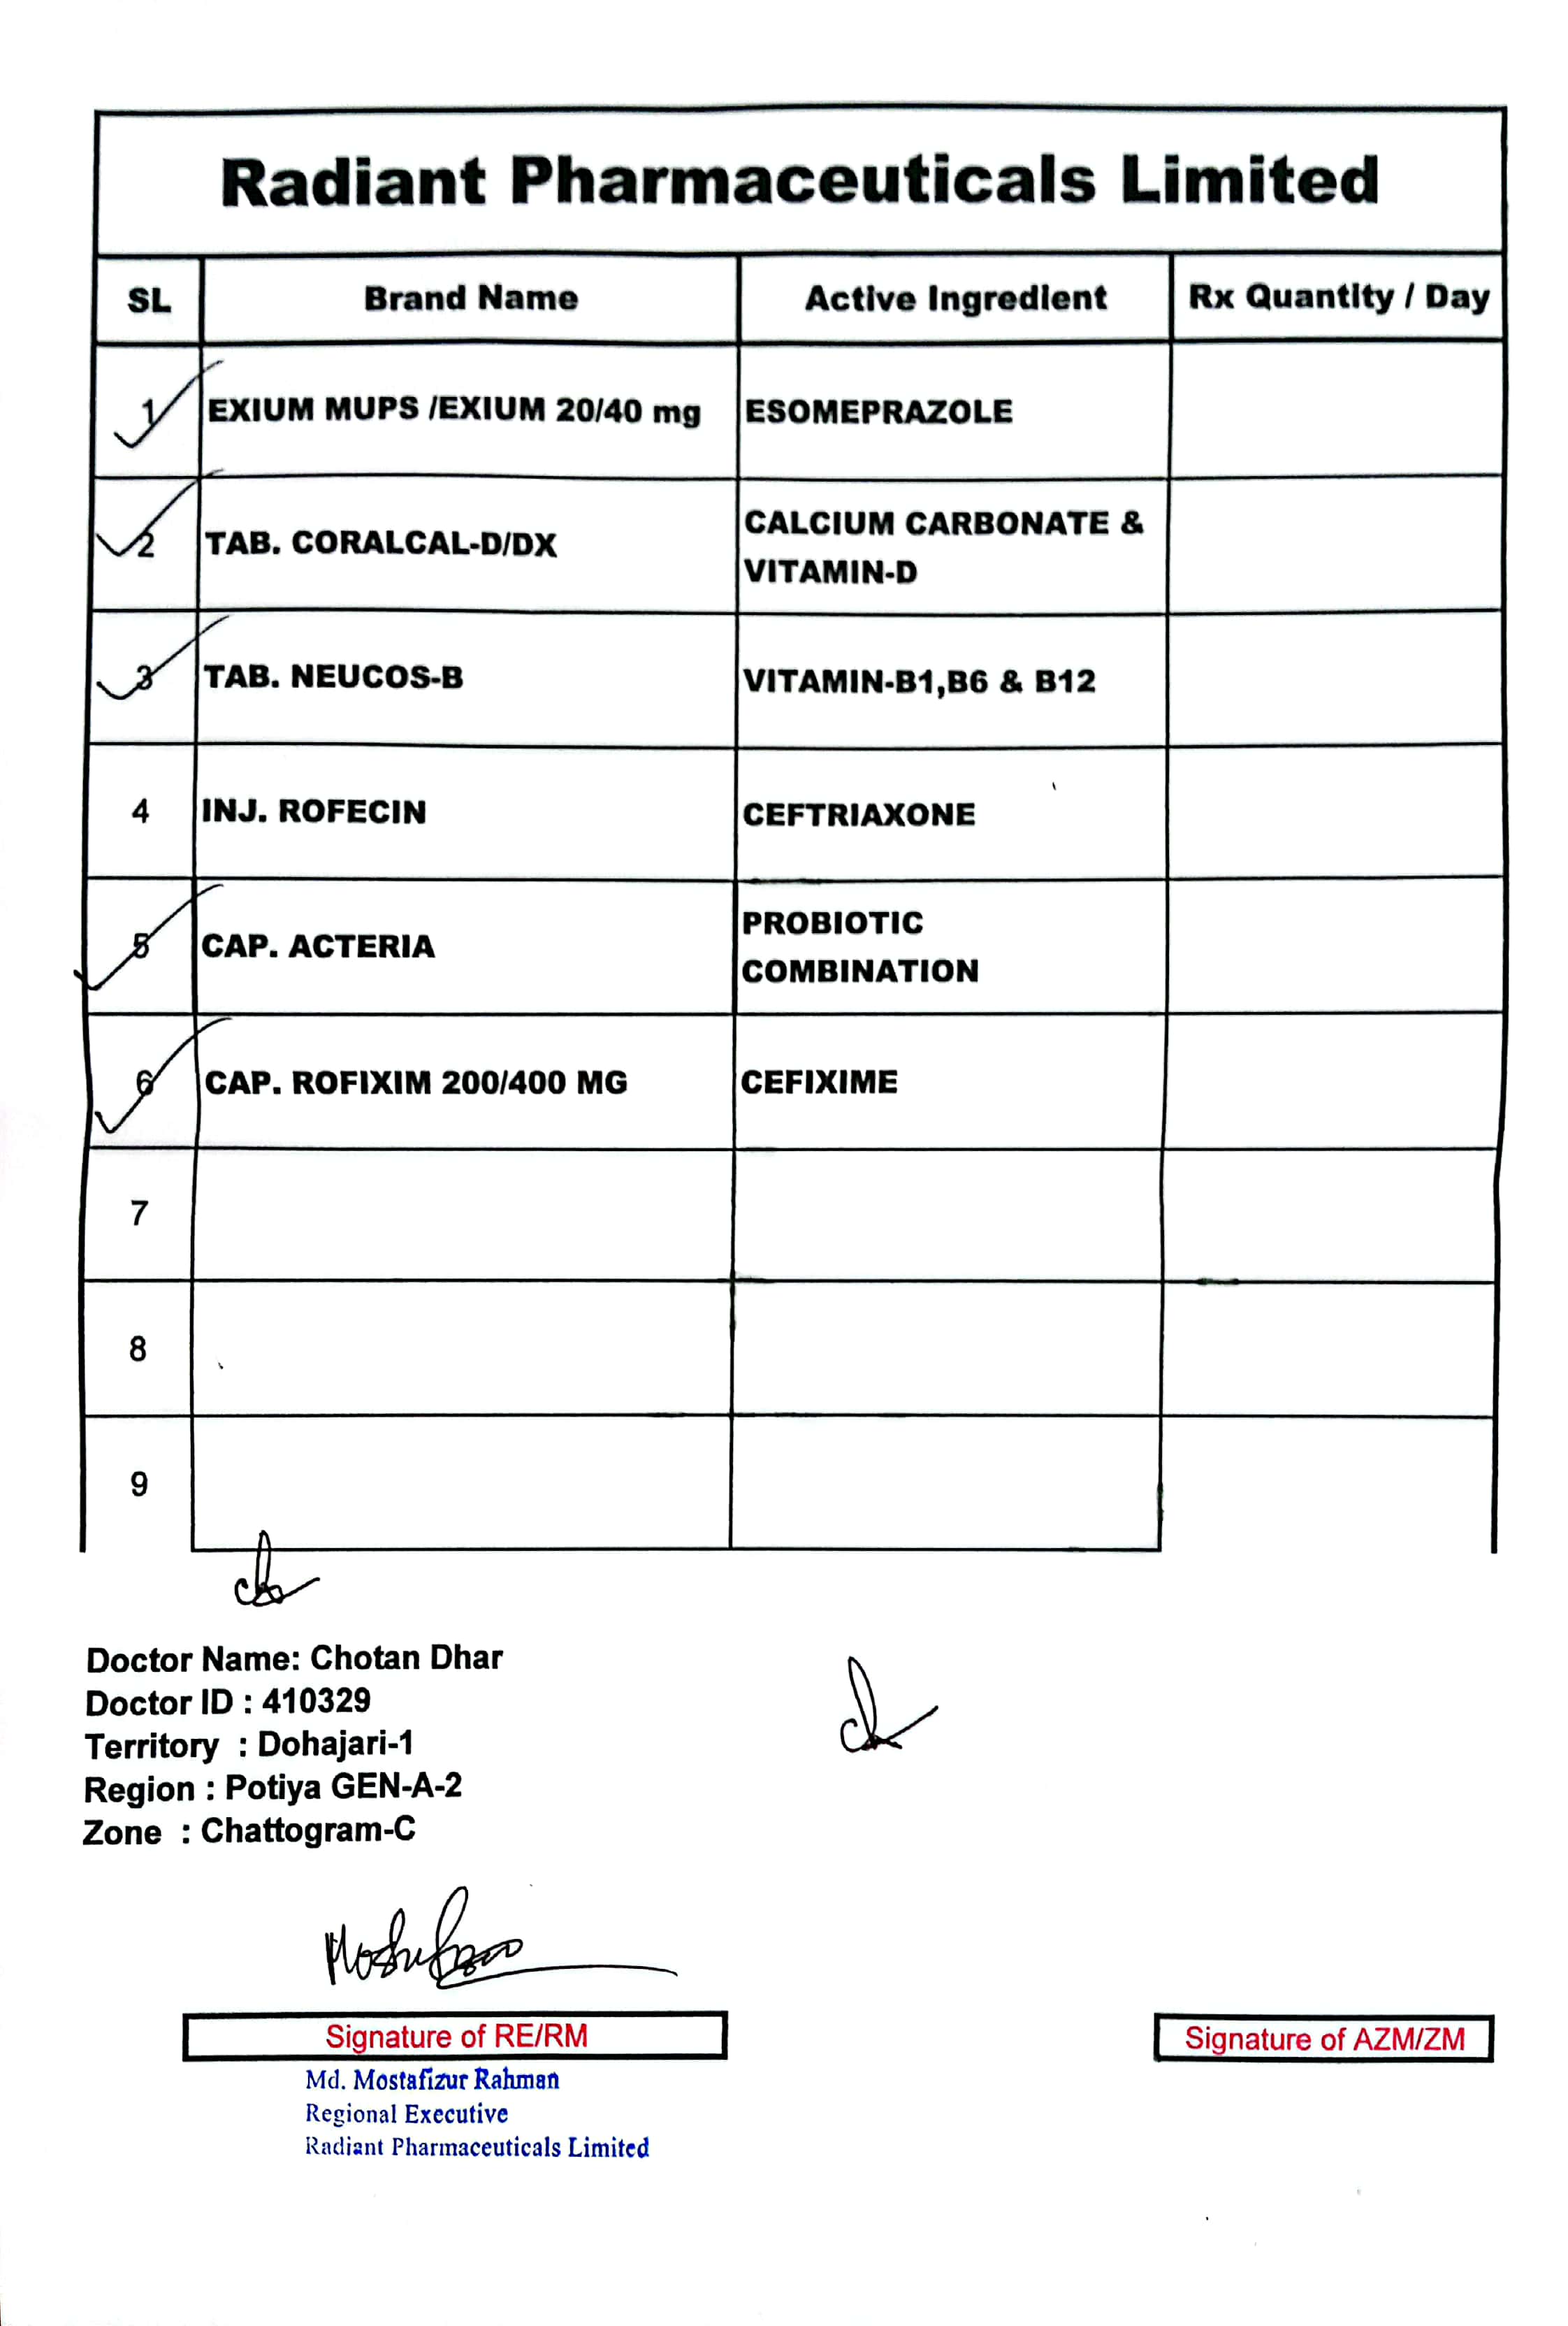 Radiant Pharmaceuticals Limited
SL Brand Name Active Ingredient Rx Quantity / Day
1 EXIUM MUPS /EXIUM 20/40 mg ESOMEPRAZOLE
2 TAB. CORALCAL-D/DX CALCIUM CARBONATE &
VITAMIN-D
3 TAB. NEUCOS-B VITAMIN-B1,B6 & B12
4 INJ. ROFECIN CEFTRIAXONE
5 CAP. ACTERIA PROBIOTIC
COMBINATION
6 CAP. ROFIXIM 200/400 MG CEFIXIME
7
8
9
Doctor Name: Chotan Dhar
Doctor ID : 410329
Territory : Dohajari-1
Region : Potiya GEN-A-2
Zone : Chattogram-C
Signature of RE/RM
Signature of AZM/ZM
Md. Mostafizur Rahman
Regional Executive
Radiant Pharmaceuticals Limited